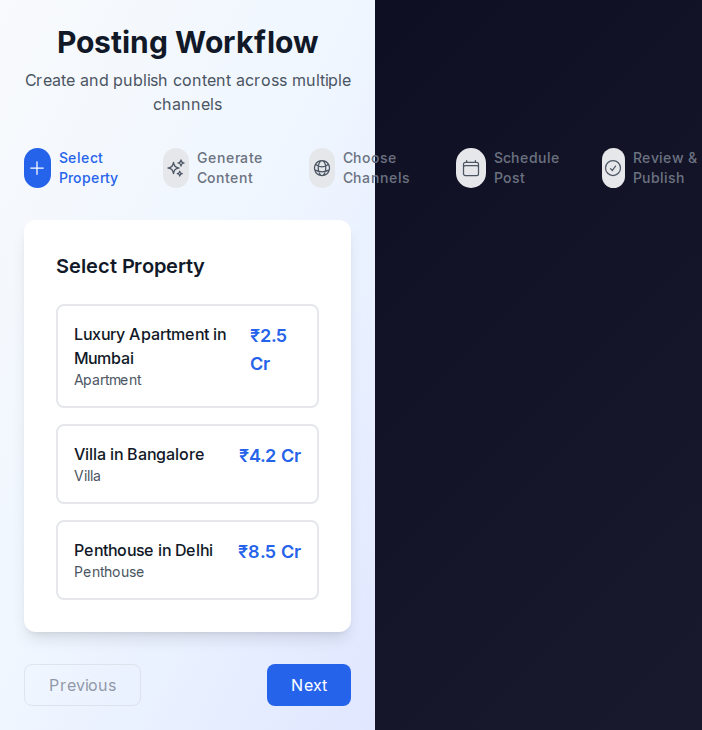 Posting Workflow
Create and publish content across multiple
channels
Select
Property
Generate
Content
Choose
Channels
Schedule
Post
Review &
Publish
Select Property
Luxury Apartment in
Mumbai
Apartment
₹2.5
Cr
Villa in Bangalore
Villa
₹4.2 Cr
Penthouse in Delhi
Penthouse
₹8.5 Cr
Previous
Next